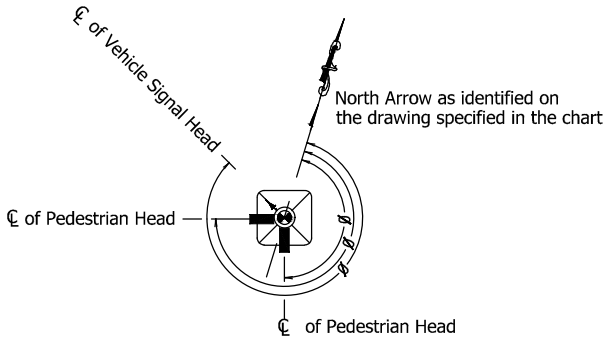 ℄ of Vehicle Signal Head
North Arrow as identified on
the drawing specified in the chart
℄ of Pedestrian Head
Ø
Ø
Ø
℄ of Pedestrian Head